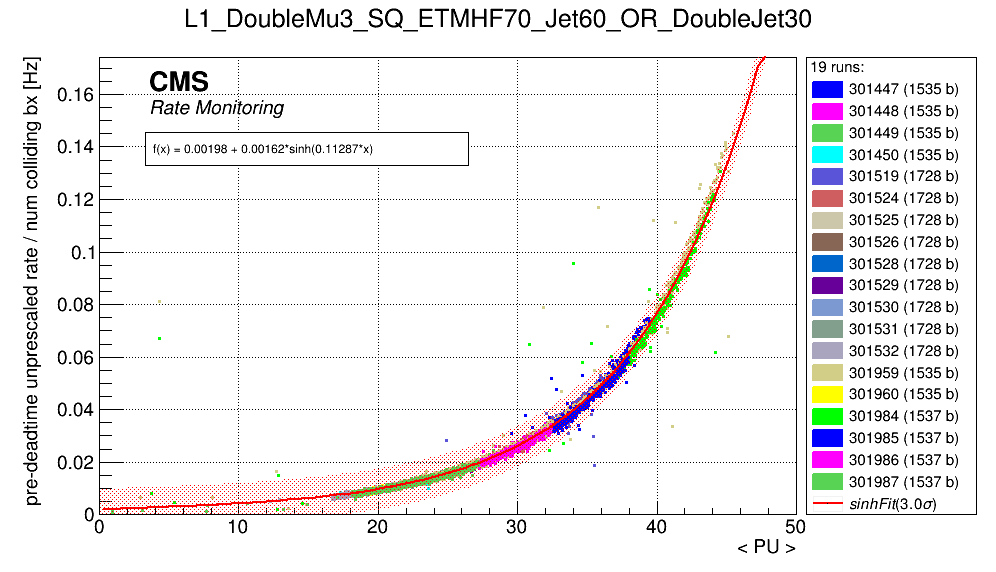 L1_DoubleMu3_SQ_ETMHF70_Jet60_OR_DoubleJet30
pre-deadtime unprescaled rate / num colliding bx [Hz]
CMS
Rate Monitoring
f(x) = 0.00198 + 0.00162*sinh(0.11287*x)
0.16
0.14
0.12
0.1
0.08
0.06
0.04
0.02
0
0 10 20 30 40 50
< PU >
19 runs:
301447 (1535 b)
301448 (1535 b)
301449 (1535 b)
301450 (1535 b)
301519 (1728 b)
301524 (1728 b)
301525 (1728 b)
301526 (1728 b)
301528 (1728 b)
301529 (1728 b)
301530 (1728 b)
301531 (1728 b)
301532 (1728 b)
301959 (1535 b)
301960 (1535 b)
301984 (1537 b)
301985 (1537 b)
301986 (1537 b)
301987 (1537 b)
sinhFit(3.0σ)